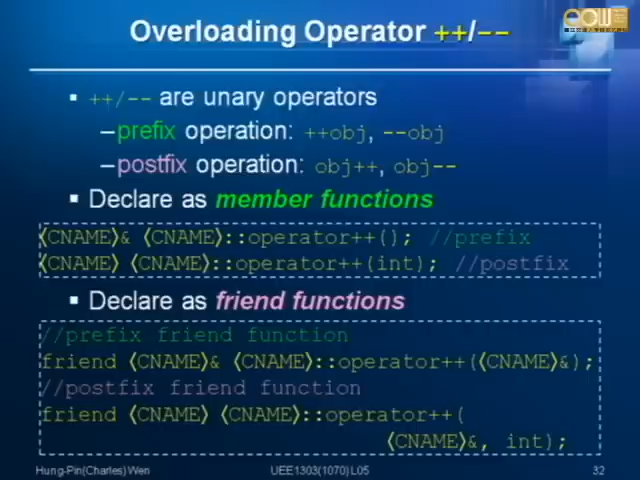 Overloading Operator ++/--
▪ ++/-- are unary operators
–prefix operation: ++obj, --obj
–postfix operation: obj++, obj--
▪ Declare as member functions
⟨CNAME⟩& ⟨CNAME⟩::operator++(); //prefix
⟨CNAME⟩ ⟨CNAME⟩::operator++(int); //postfix
▪ Declare as friend functions
//prefix friend function
friend ⟨CNAME⟩& ⟨CNAME⟩::operator++(⟨CNAME⟩&);
//postfix friend function
friend ⟨CNAME⟩ ⟨CNAME⟩::operator++(
⟨CNAME⟩&, int);
Hung-Pin(Charles) Wen UEE1303(1070) L05 32